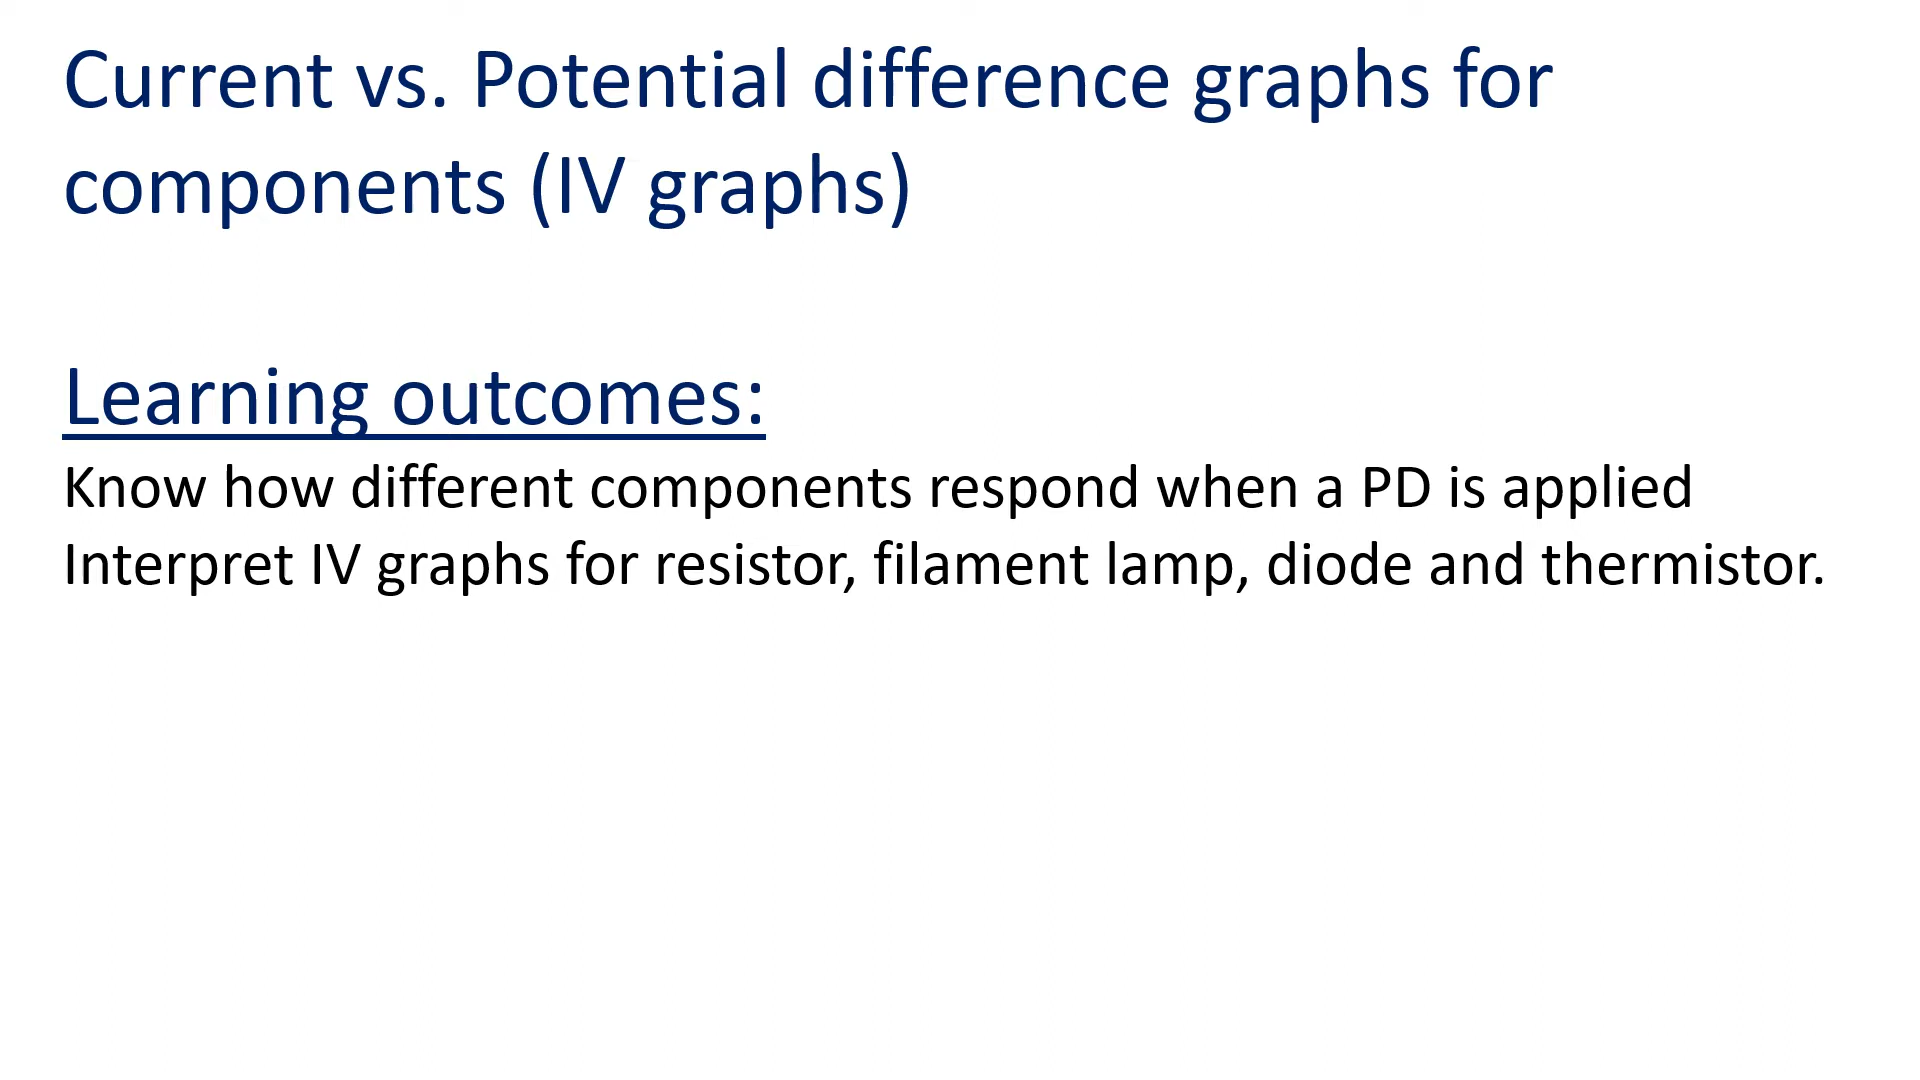 Current vs. Potential difference graphs for
components (IV graphs)
Learning outcomes:
Know how different components respond when a PD is applied
Interpret IV graphs for resistor, filament lamp, diode and thermistor.